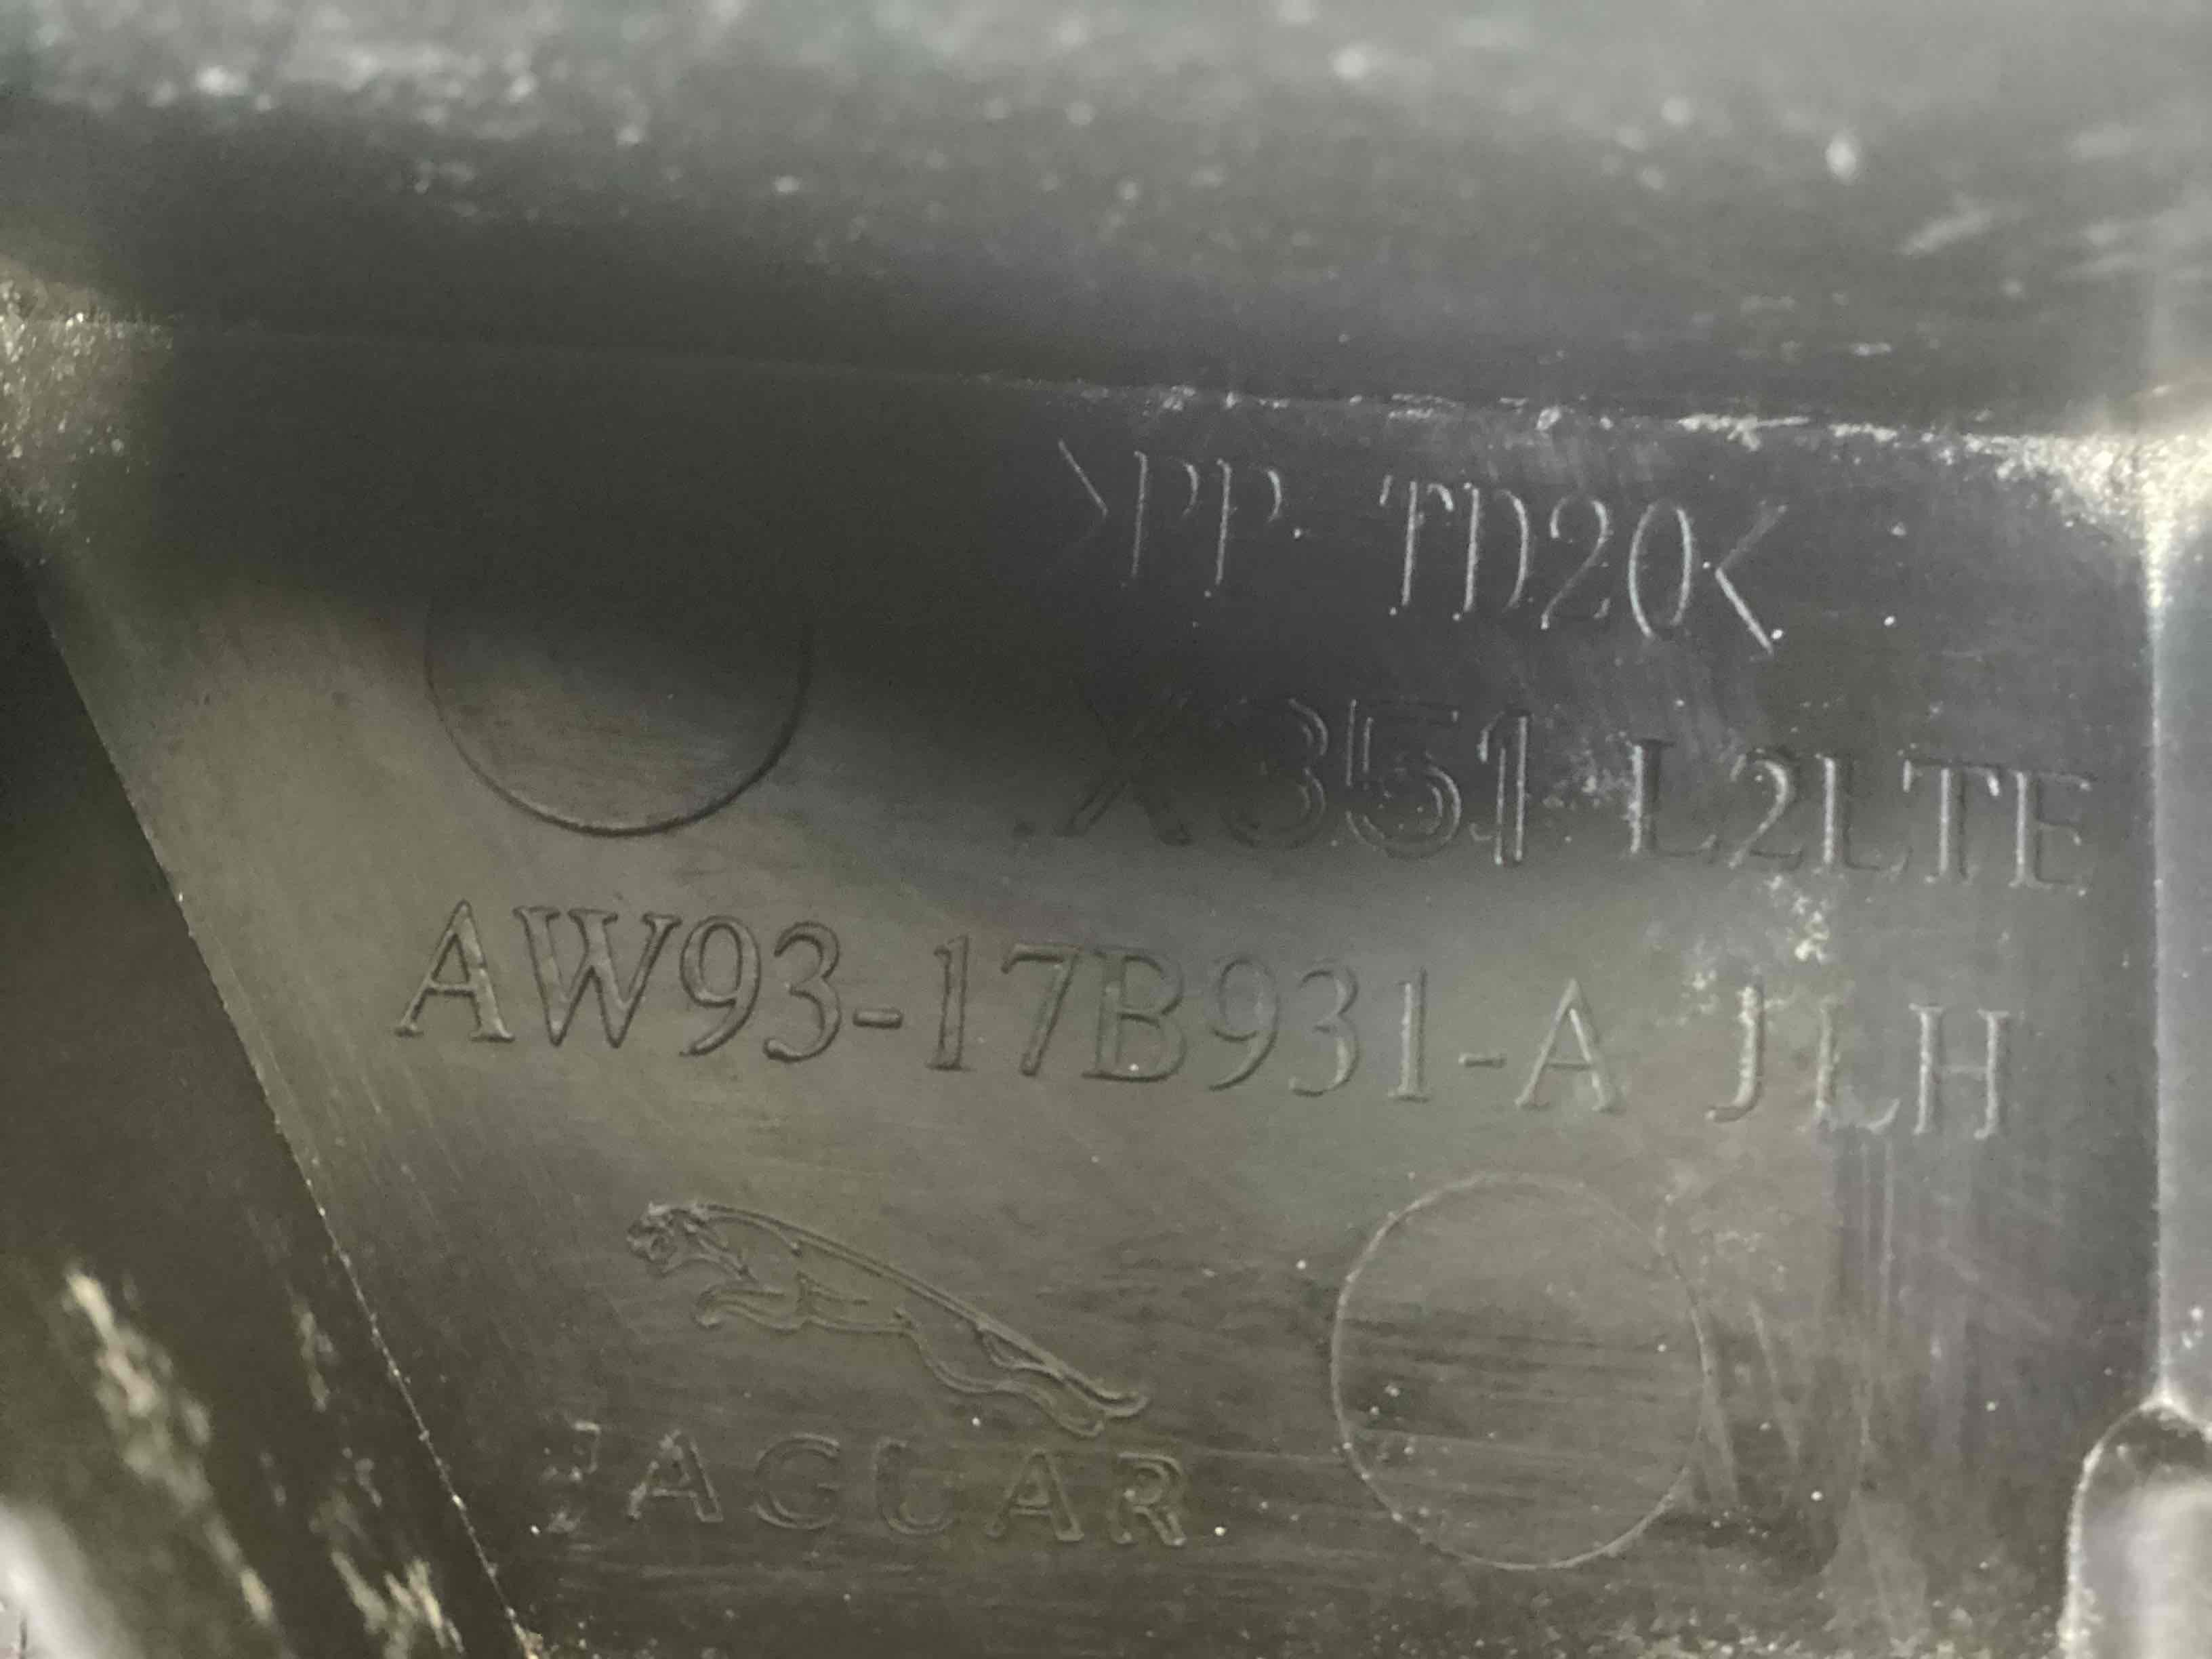 >PP-TD20<
X351 L2LTE
AW93-17B931-A JLH
JAGUAR